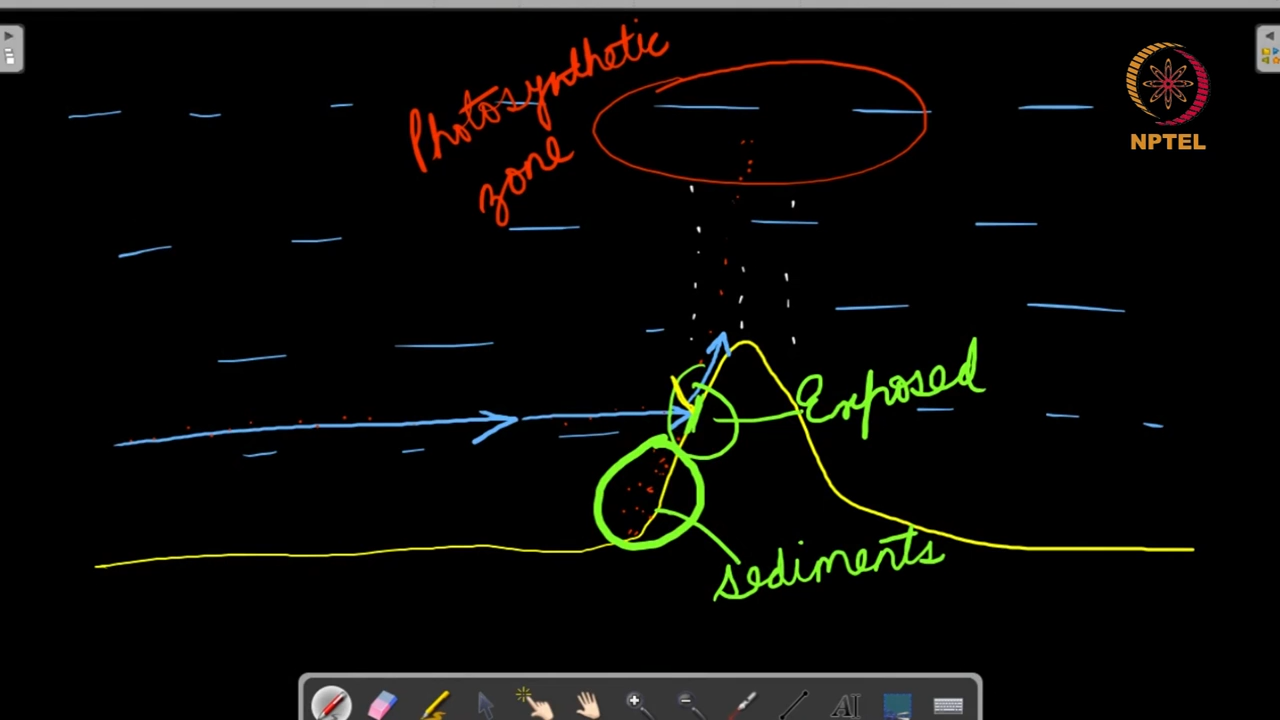 Photosynthetic
zone
NPTEL
Exposed
sediments